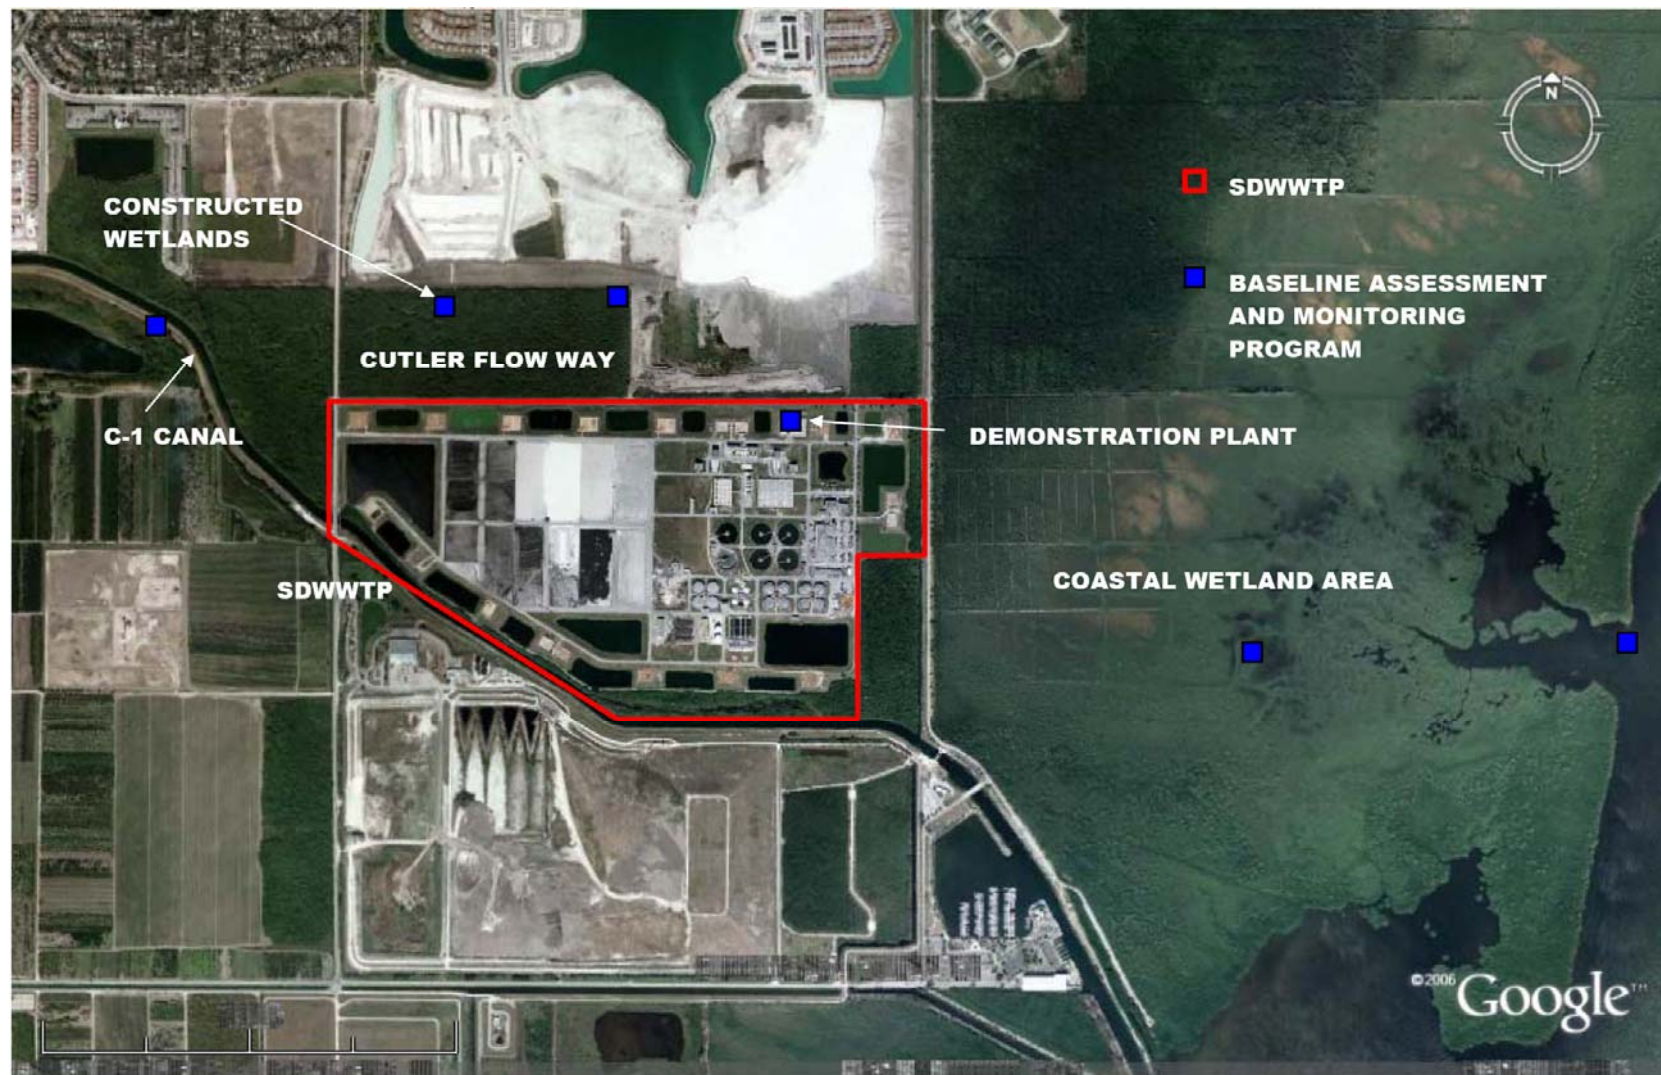 N
SDWWTP
CONSTRUCTED
WETLANDS
BASELINE ASSESSMENT
AND MONITORING
PROGRAM
CUTLER FLOW WAY
C-1 CANAL
DEMONSTRATION PLANT
SDWWTP
COASTAL WETLAND AREA
©2006 Google™